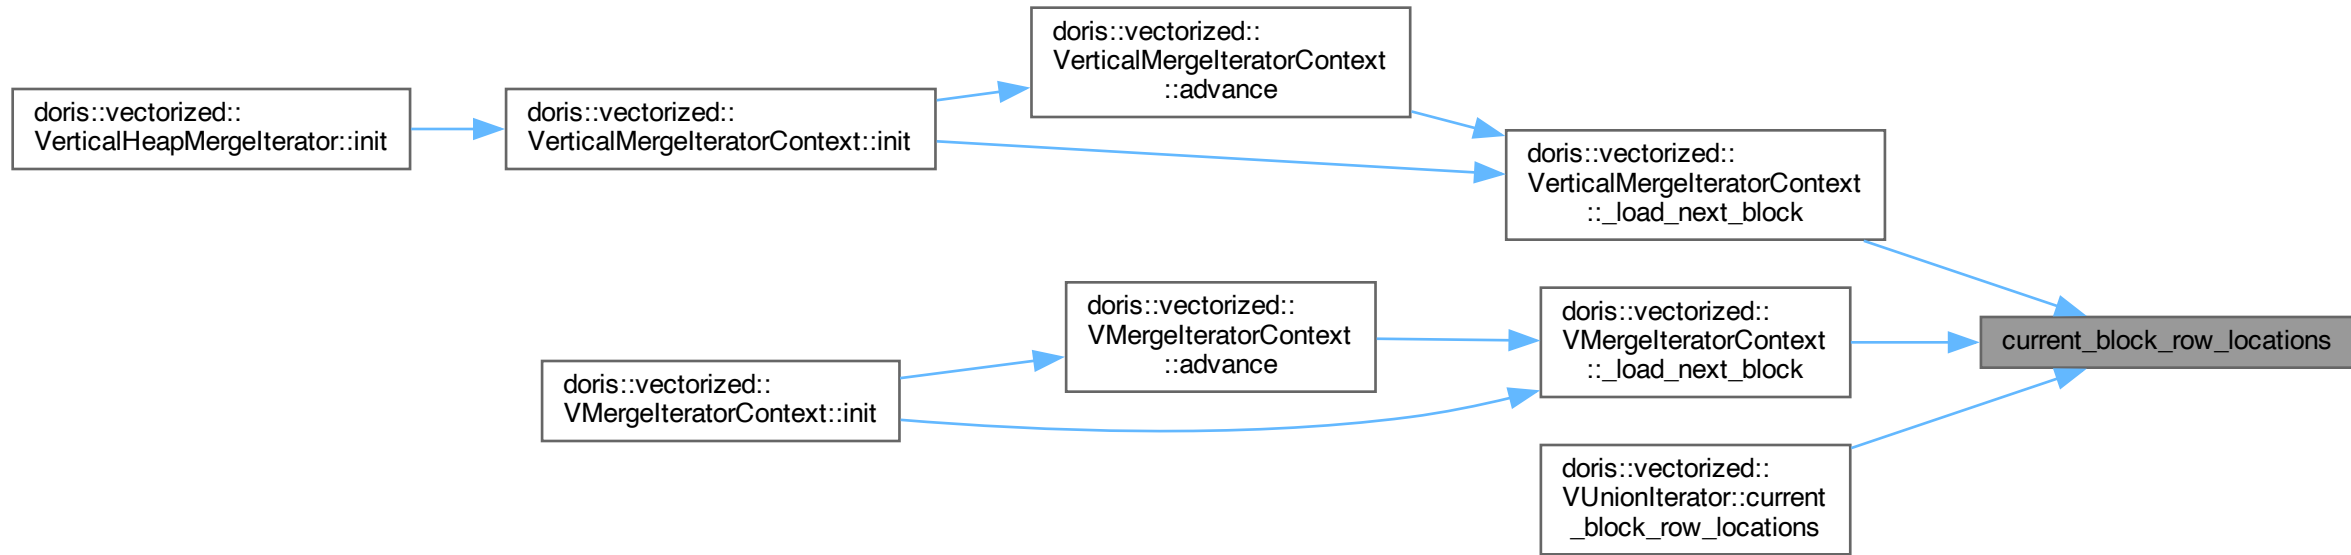 doris::vectorized::
VerticalHeapMergeIterator::init
doris::vectorized::
VerticalMergeIteratorContext::init
doris::vectorized::
VerticalMergeIteratorContext
::advance
doris::vectorized::
VerticalMergeIteratorContext
::_load_next_block
doris::vectorized::
VMergeIteratorContext::init
doris::vectorized::
VMergeIteratorContext
::advance
doris::vectorized::
VMergeIteratorContext
::_load_next_block
doris::vectorized::
VUnionIterator::current
_block_row_locations
current_block_row_locations